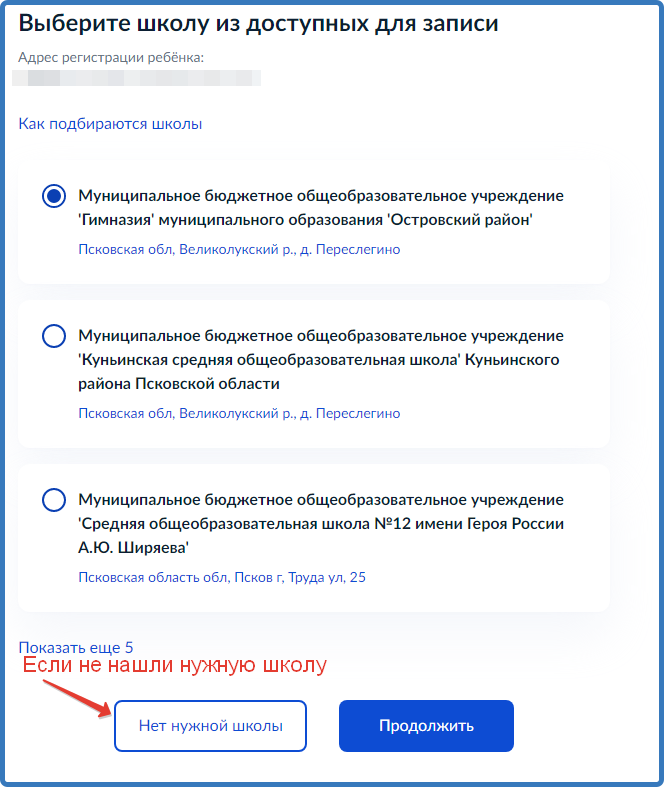 Выберите школу из доступных для записи
Адрес регистрации ребёнка:
Как подбираются школы
Муниципальное бюджетное общеобразовательное учреждение
'Гимназия' муниципального образования 'Островский район'
Псковская обл, Великолукский р., д. Переслегино
Муниципальное бюджетное общеобразовательное учреждение
'Куньинская средняя общеобразовательная школа' Куньинского
района Псковской области
Псковская обл, Великолукский р., д. Переслегино
Муниципальное бюджетное общеобразовательное учреждение
'Средняя общеобразовательная школа №12 имени Героя России
А.Ю. Ширяева'
Псковская область обл, Псков г, Труда ул, 25
Показать еще 5
Если не нашли нужную школу
Нет нужной школы
Продолжить